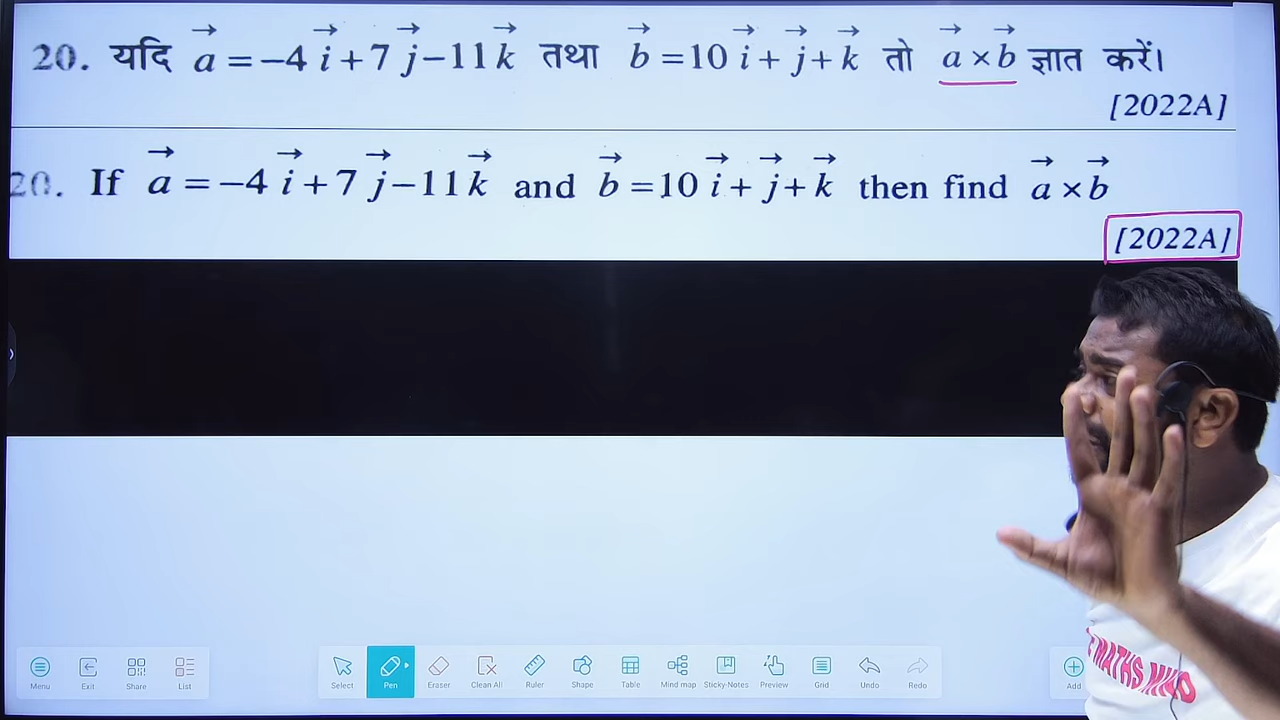 20. यदि a⃗ = −4 i⃗ + 7 j⃗ − 11 k⃗ तथा b⃗ = 10 i⃗ + j⃗ + k⃗ तो a⃗ × b⃗ ज्ञात करें।
[2022A]
20. If a⃗ = −4 i⃗ + 7 j⃗ − 11 k⃗ and b⃗ = 10 i⃗ + j⃗ + k⃗ then find a⃗ × b⃗
[2022A]
MATHS
Menu Exit Share List Select Pen Eraser Clean All Ruler Shape Table Mind map Sticky-Notes Preview Grid Undo Redo Add